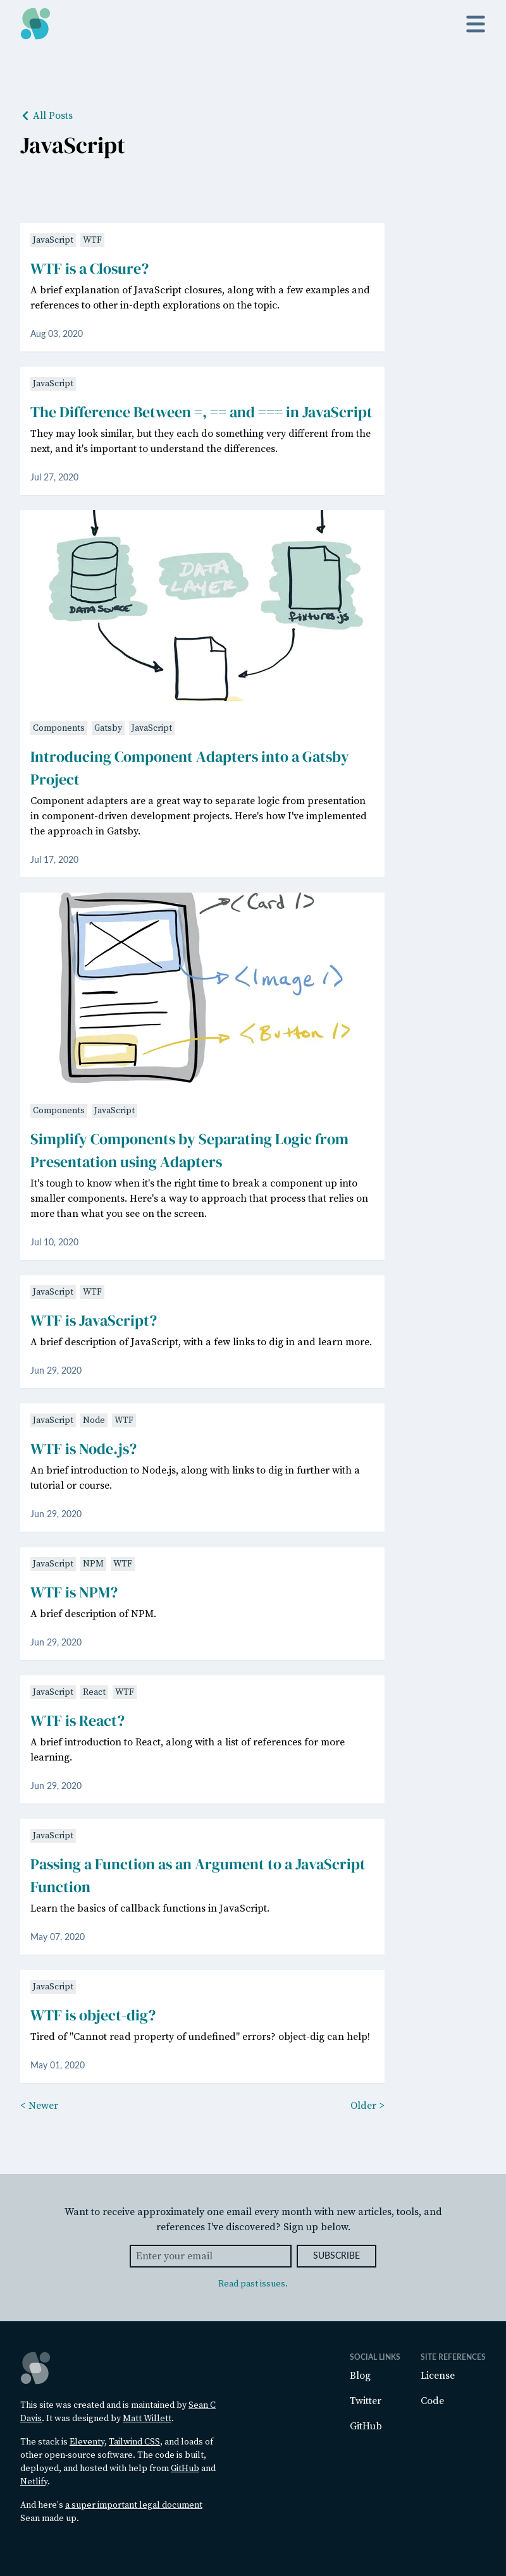 All Posts
JavaScript
JavaScript WTF
WTF is a Closure?
A brief explanation of JavaScript closures, along with a few examples and
references to other in-depth explorations on the topic.
Aug 03, 2020
JavaScript
The Difference Between =, == and === in JavaScript
They may look similar, but they each do something very different from the
next, and it's important to understand the differences.
Jul 27, 2020
DATA SOURCE
DATA LAYER
fixtures.js
Components Gatsby JavaScript
Introducing Component Adapters into a Gatsby
Project
Component adapters are a great way to separate logic from presentation
in component-driven development projects. Here's how I've implemented
the approach in Gatsby.
Jul 17, 2020
<Card />
<Image />
<Button />
Components JavaScript
Simplify Components by Separating Logic from
Presentation using Adapters
It's tough to know when it's the right time to break a component up into
smaller components. Here's a way to approach that process that relies on
more than what you see on the screen.
Jul 10, 2020
JavaScript WTF
WTF is JavaScript?
A brief description of JavaScript, with a few links to dig in and learn more.
Jun 29, 2020
JavaScript Node WTF
WTF is Node.js?
An brief introduction to Node.js, along with links to dig in further with a
tutorial or course.
Jun 29, 2020
JavaScript NPM WTF
WTF is NPM?
A brief description of NPM.
Jun 29, 2020
JavaScript React WTF
WTF is React?
A brief introduction to React, along with a list of references for more
learning.
Jun 29, 2020
JavaScript
Passing a Function as an Argument to a JavaScript
Function
Learn the basics of callback functions in JavaScript.
May 07, 2020
JavaScript
WTF is object-dig?
Tired of "Cannot read property of undefined" errors? object-dig can help!
May 01, 2020
< Newer
Older >
Want to receive approximately one email every month with new articles, tools, and
references I've discovered? Sign up below.
Enter your email
SUBSCRIBE
Read past issues.
This site was created and is maintained by Sean C
Davis. It was designed by Matt Willett.
The stack is Eleventy, Tailwind CSS, and loads of
other open-source software. The code is built,
deployed, and hosted with help from GitHub and
Netlify.
And here's a super important legal document
Sean made up.
SOCIAL LINKS
Blog
Twitter
GitHub
SITE REFERENCES
License
Code